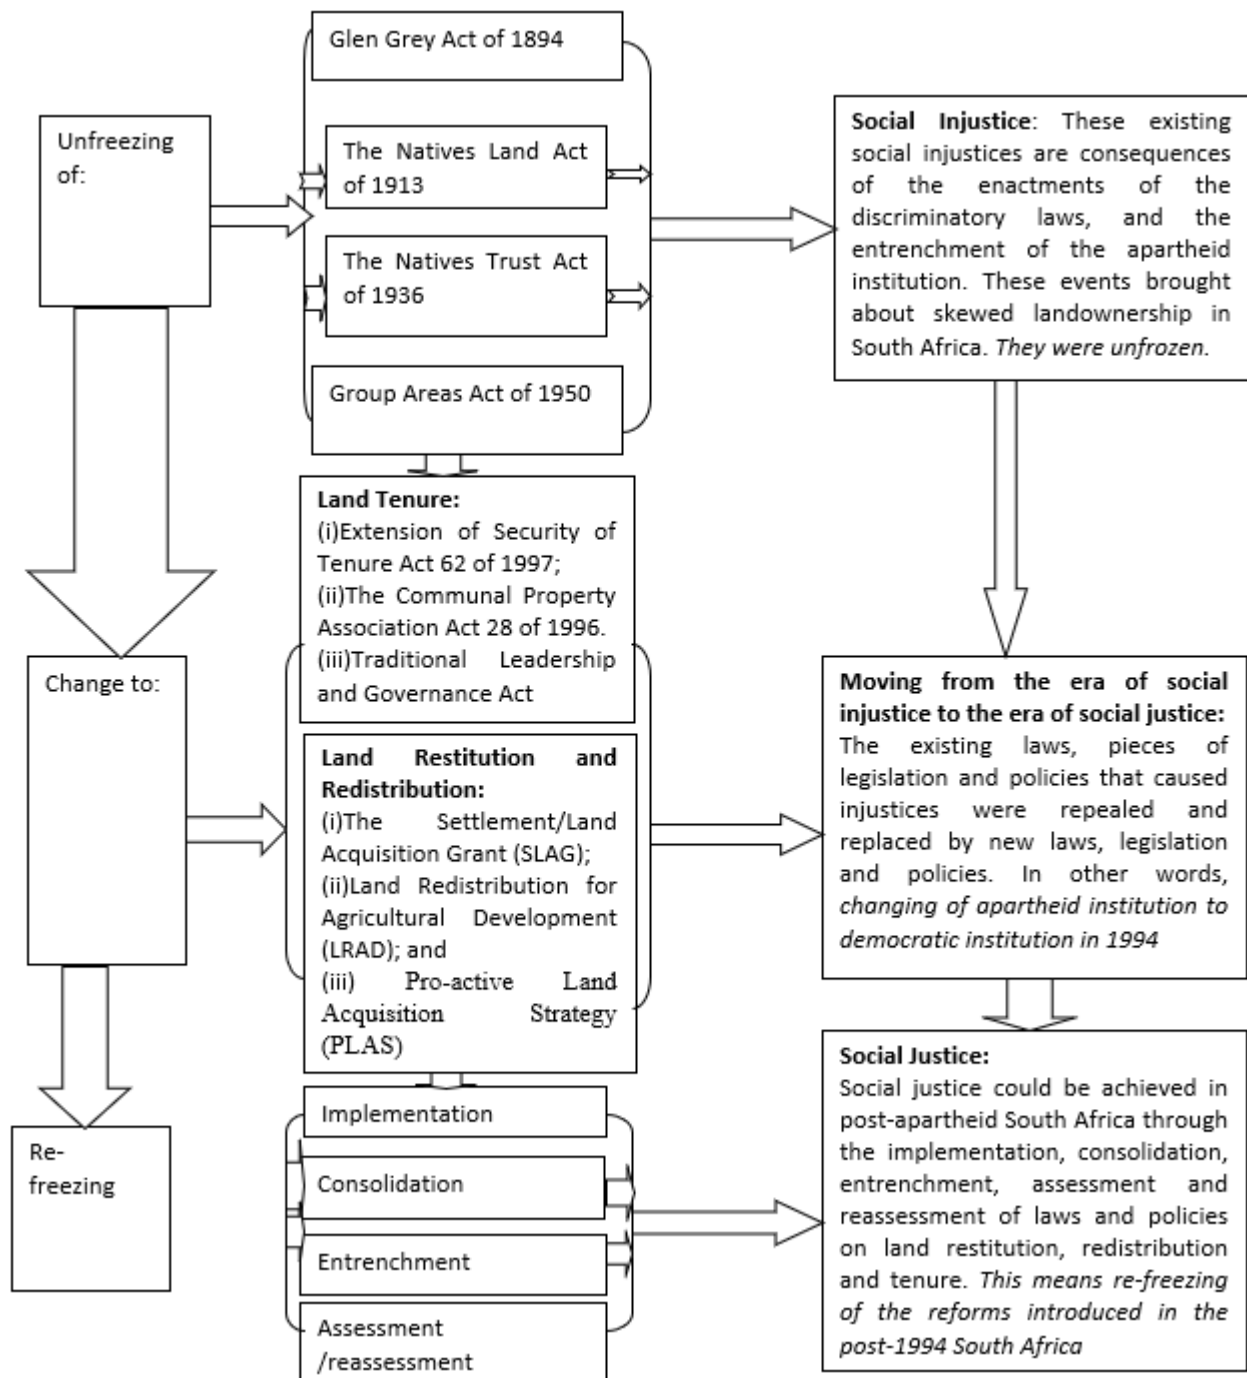 Glen Grey Act of 1894
Unfreezing
of:
The Natives Land Act
of 1913
The Natives Trust Act
of 1936
Group Areas Act of 1950
Social Injustice: These existing
social injustices are consequences
of the enactments of the
discriminatory laws, and the
entrenchment of the apartheid
institution. These events brought
about skewed landownership in
South Africa. They were unfrozen.
Land Tenure:
(i)Extension of Security of
Tenure Act 62 of 1997;
(ii)The Communal Property
Association Act 28 of 1996.
(iii)Traditional Leadership
and Governance Act
Change to:
Land Restitution and
Redistribution:
(i)The Settlement/Land
Acquisition Grant (SLAG);
(ii)Land Redistribution for
Agricultural Development
(LRAD); and
(iii) Pro-active Land
Acquisition Strategy
(PLAS)
Moving from the era of social
injustice to the era of social justice:
The existing laws, pieces of
legislation and policies that caused
injustices were repealed and
replaced by new laws, legislation
and policies. In other words,
changing of apartheid institution to
democratic institution in 1994
Re-
freezing
Implementation
Consolidation
Entrenchment
Assessment
/reassessment
Social Justice:
Social justice could be achieved in
post-apartheid South Africa through
the implementation, consolidation,
entrenchment, assessment and
reassessment of laws and policies
on land restitution, redistribution
and tenure. This means re-freezing
of the reforms introduced in the
post-1994 South Africa